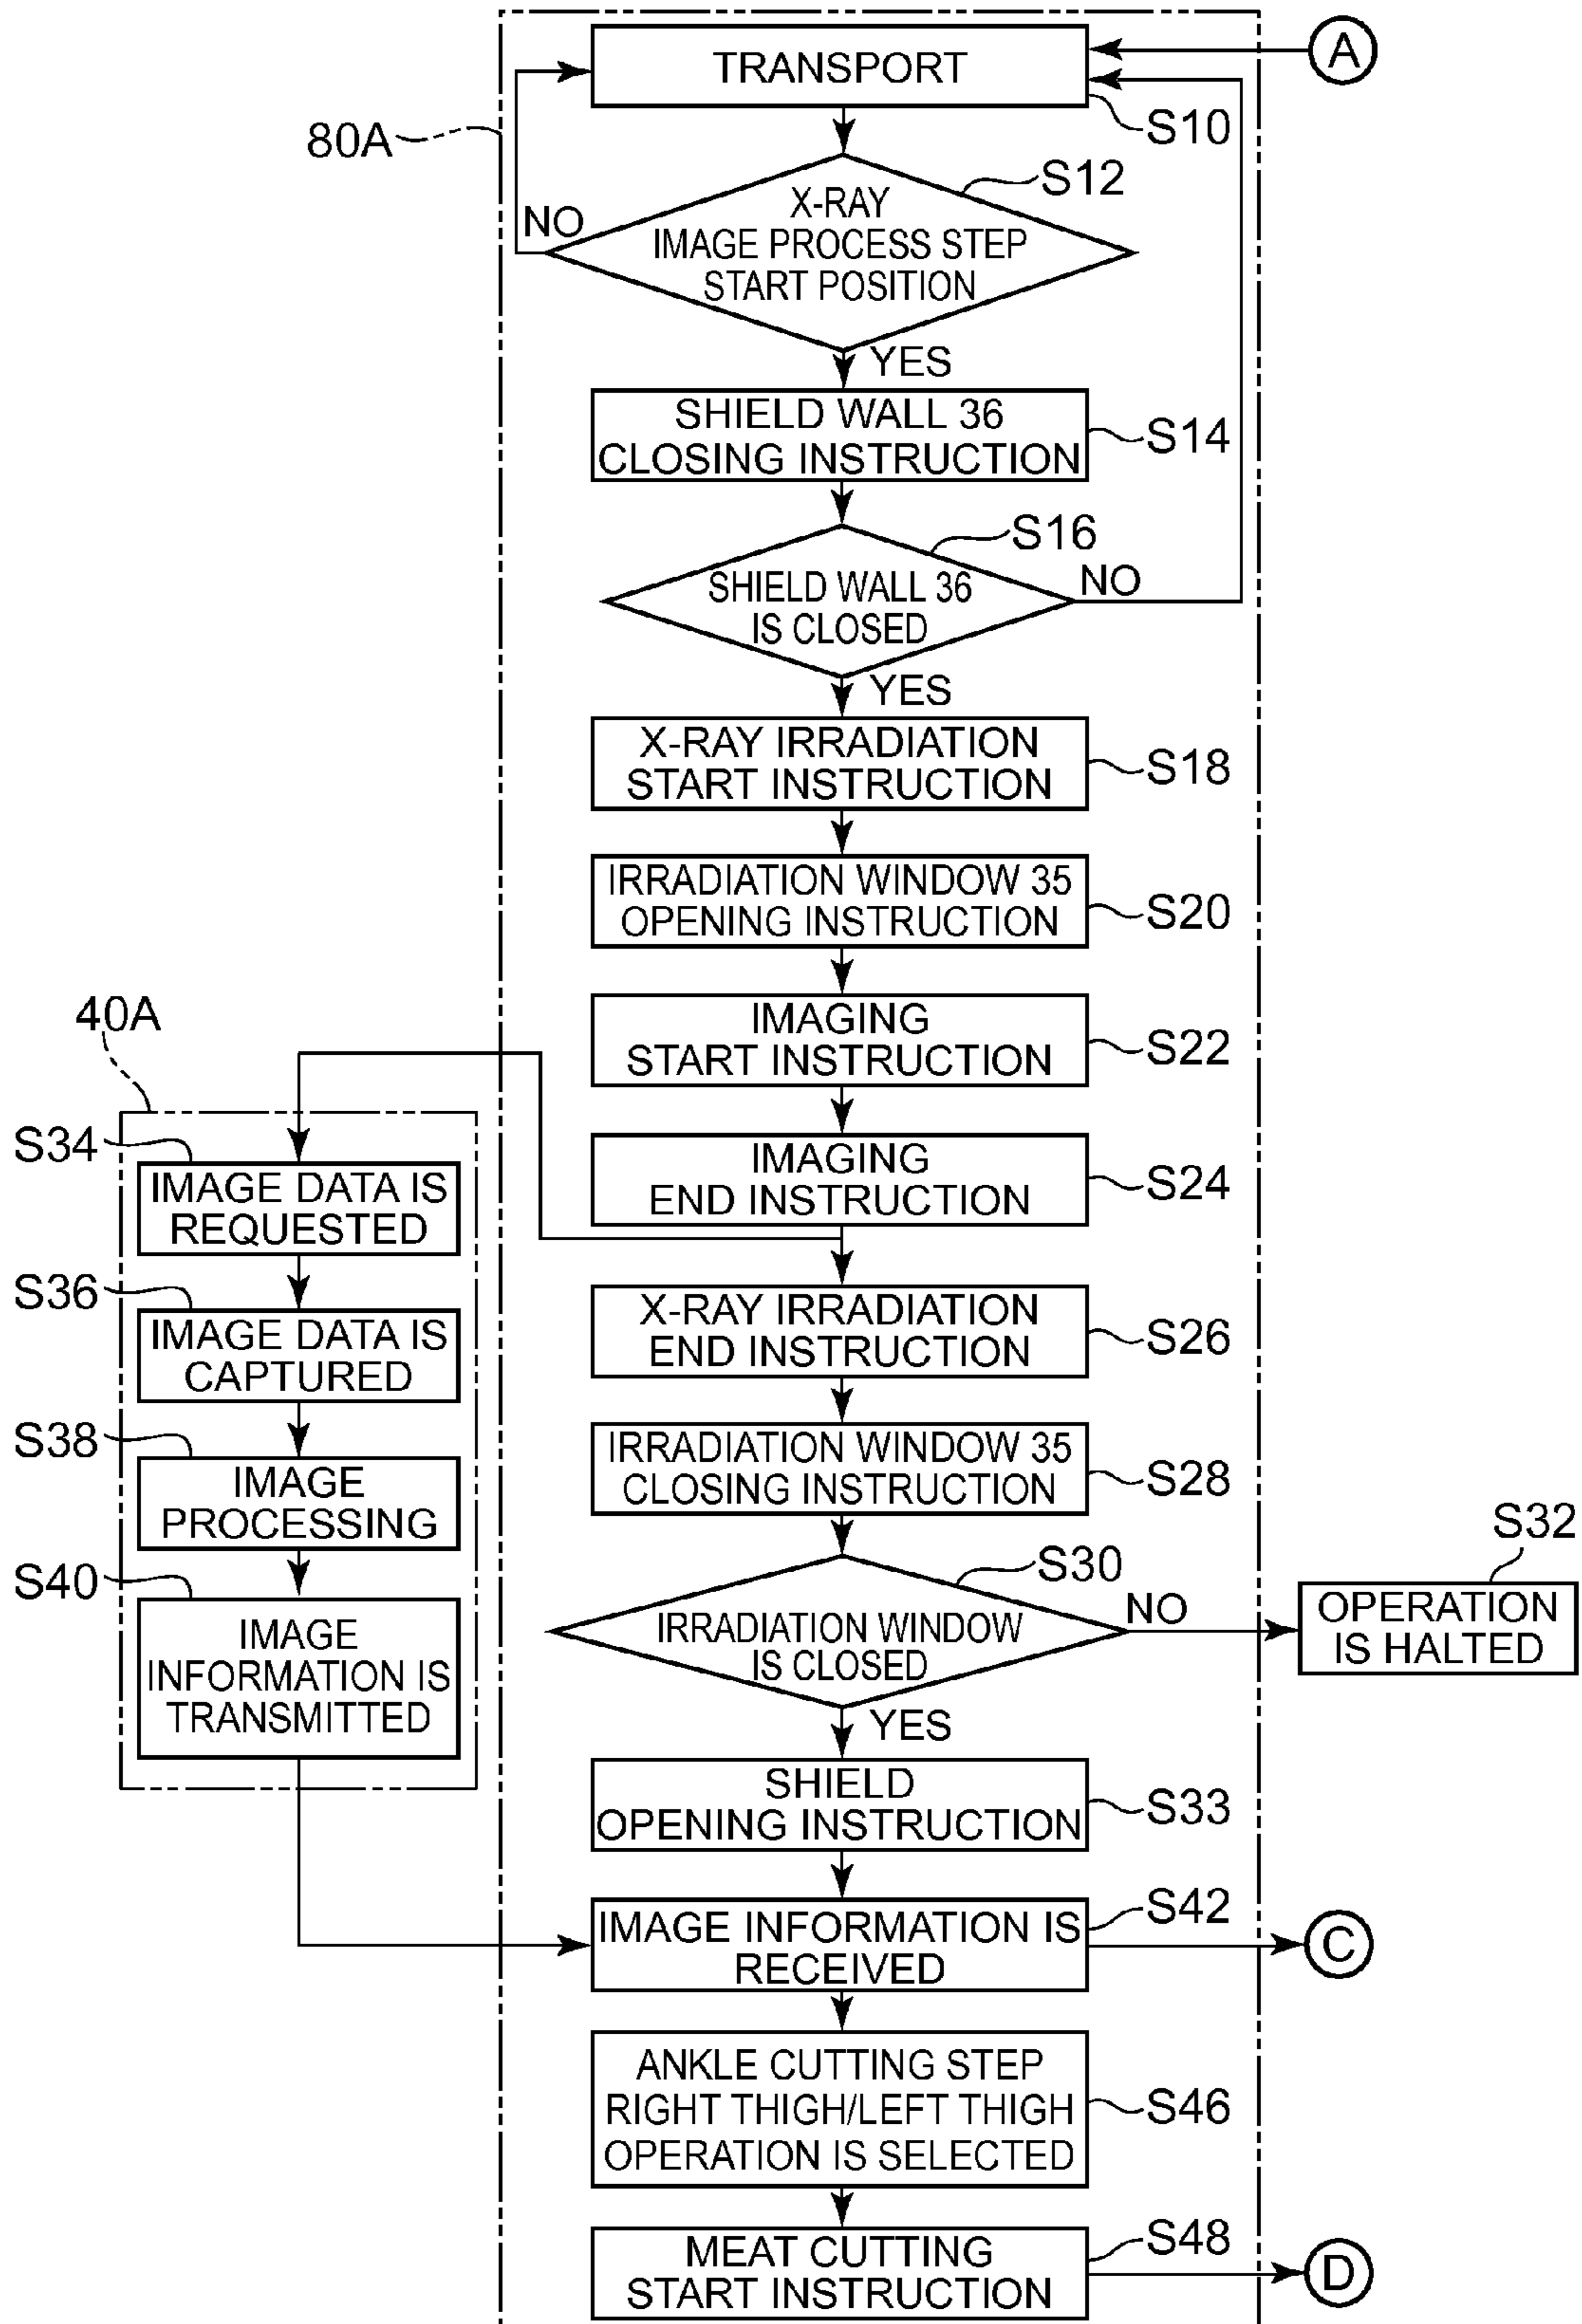 TRANSPORT
A
S10
80A
S12
X-RAY
IMAGE PROCESS STEP
START POSITION
NO
YES
SHIELD WALL 36
CLOSING INSTRUCTION
S14
S16
SHIELD WALL 36
IS CLOSED
NO
YES
X-RAY IRRADIATION
START INSTRUCTION
S18
IRRADIATION WINDOW 35
OPENING INSTRUCTION
S20
IMAGING
START INSTRUCTION
S22
IMAGING
END INSTRUCTION
S24
40A
S34
IMAGE DATA IS
REQUESTED
S36
IMAGE DATA IS
CAPTURED
S38
IMAGE
PROCESSING
S40
IMAGE
INFORMATION IS
TRANSMITTED
X-RAY IRRADIATION
END INSTRUCTION
S26
IRRADIATION WINDOW 35
CLOSING INSTRUCTION
S28
S30
IRRADIATION WINDOW
IS CLOSED
NO
S32
OPERATION
IS HALTED
YES
SHIELD
OPENING INSTRUCTION
S33
IMAGE INFORMATION IS
RECEIVED
S42
C
ANKLE CUTTING STEP
RIGHT THIGH/LEFT THIGH
OPERATION IS SELECTED
S46
MEAT CUTTING
START INSTRUCTION
S48
D